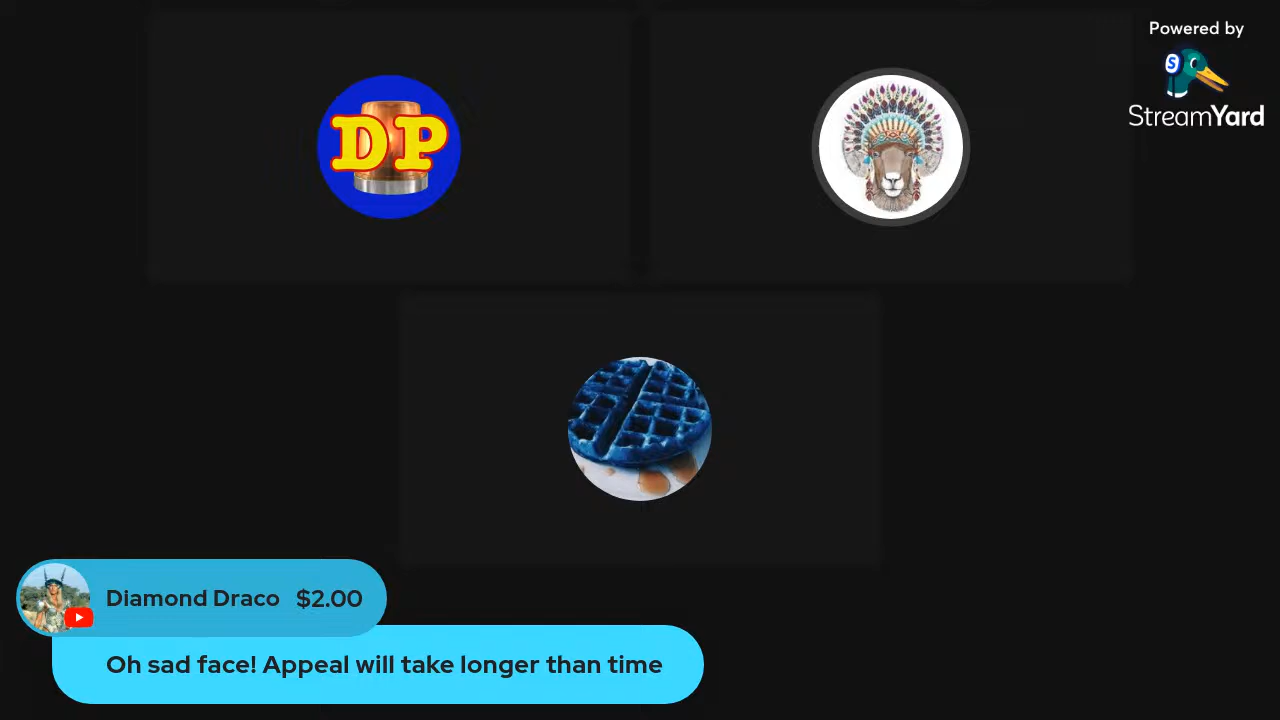 Powered by
S
StreamYard
DP
Diamond Draco $2.00
Oh sad face! Appeal will take longer than time